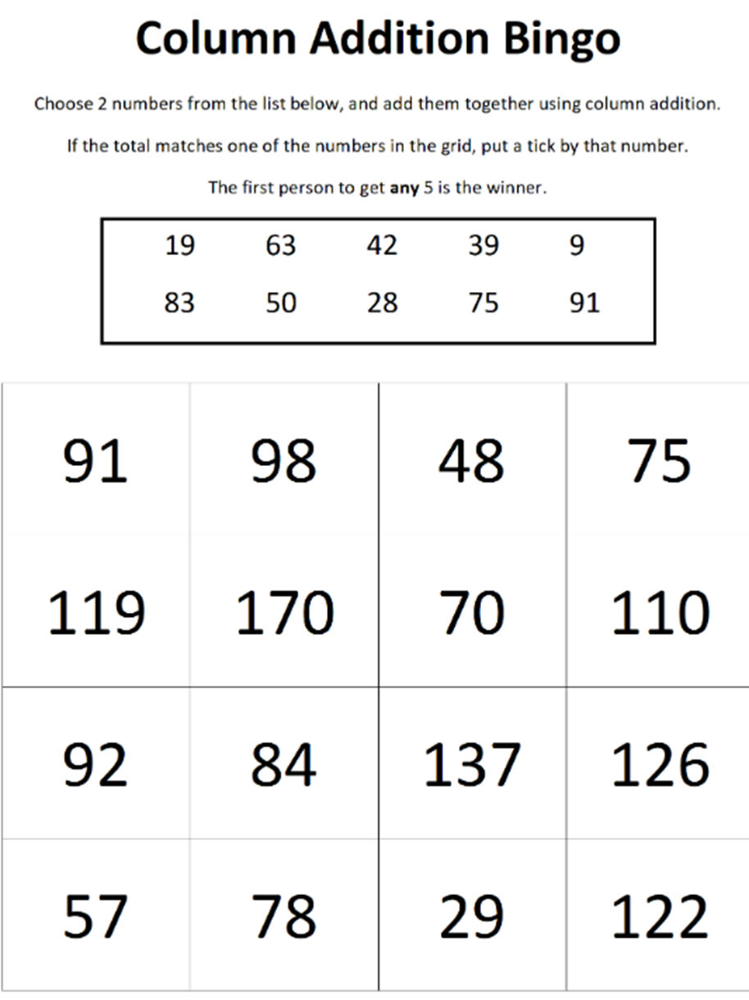 Column Addition Bingo
Choose 2 numbers from the list below, and add them together using column addition.
If the total matches one of the numbers in the grid, put a tick by that number.
The first person to get any 5 is the winner.
19 63 42 39 9
83 50 28 75 91
91 98 48 75
119 170 70 110
92 84 137 126
57 78 29 122